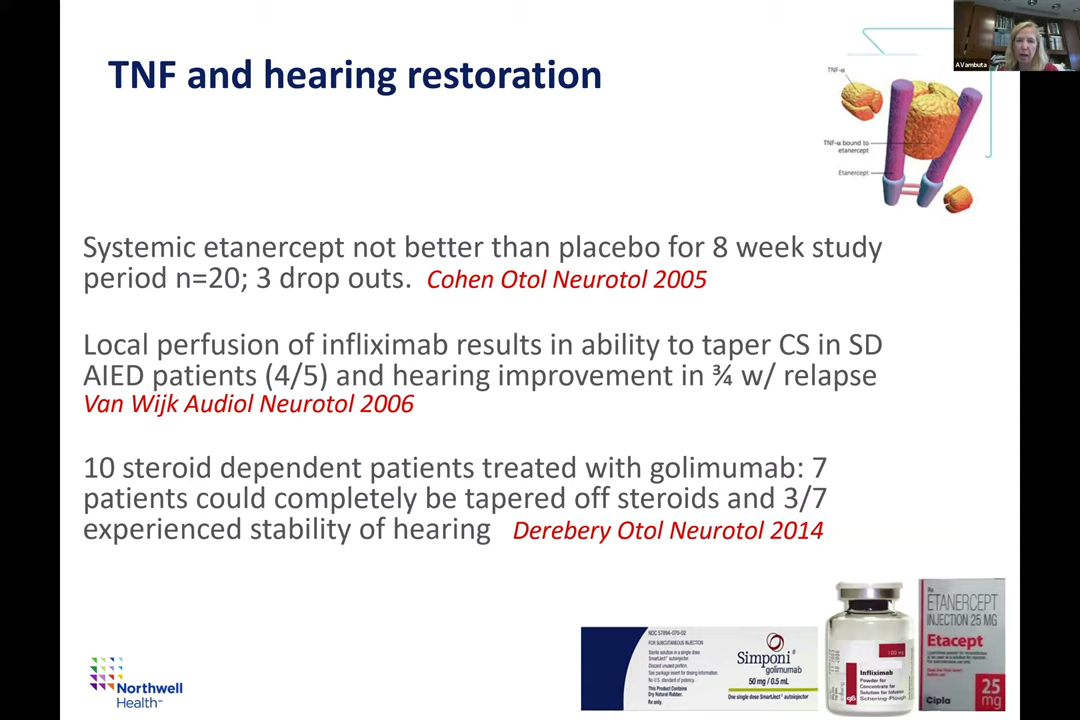 TNF and hearing restoration
AVambuta
TNF-α
TNF-α bound to
etanercept
Etanercept
Systemic etanercept not better than placebo for 8 week study
period n=20; 3 drop outs. Cohen Otol Neurotol 2005
Local perfusion of infliximab results in ability to taper CS in SD
AIED patients (4/5) and hearing improvement in ¾ w/ relapse
Van Wijk Audiol Neurotol 2006
10 steroid dependent patients treated with golimumab: 7
patients could completely be tapered off steroids and 3/7
experienced stability of hearing Derebery Otol Neurotol 2014
Northwell
Health
NDC 57894-070-02
FOR SUBCUTANEOUS INJECTION
Sterile solution in a single dose
SmartJect autoinjector.
Discard unused portion.
See package insert for dosing information.
No U.S. standard of potency.
This Product Contains
Dry Natural Rubber.
Rx only.
Simponi®
golimumab
50 mg / 0.5 mL
One single dose SmartJect autoinjector
100 mg
Infliximab
Powder for
Concentrate for
Solution for Infusion
Schering-Plough
ETANERCEPT
INJECTION 25 MG
Etacept
Cipla
25
mg